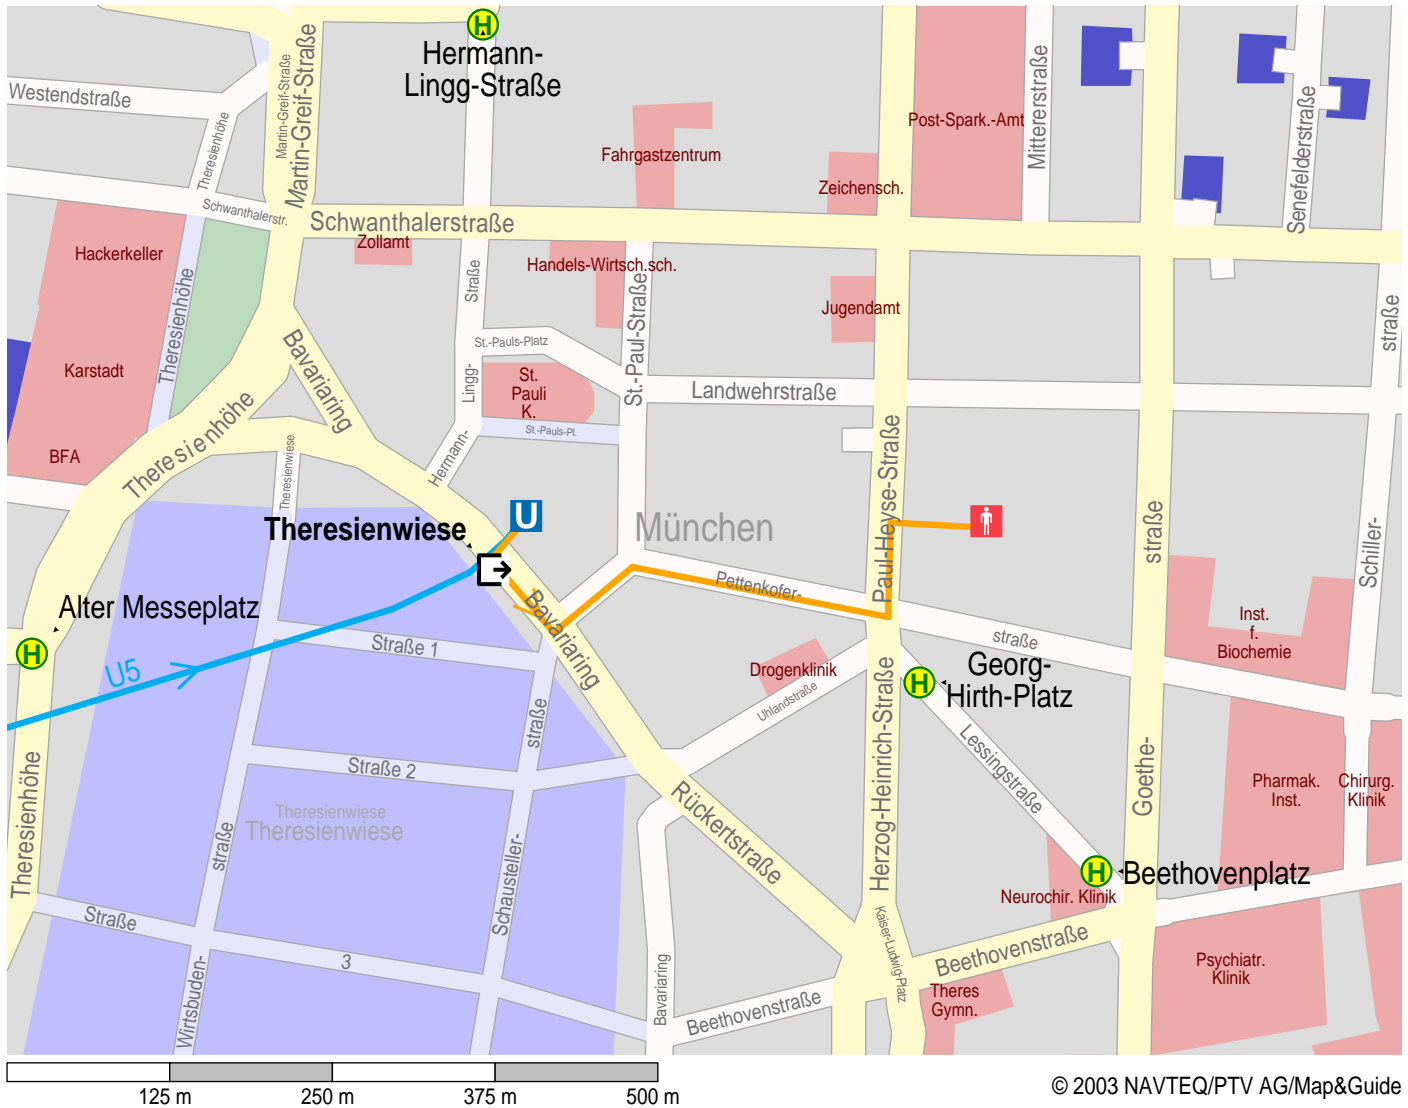 H
Hermann-
Lingg-Straße
Martin-Greif-Straße
Martin-Greif-Straße
Westendstraße
Theresienhöhe
Post-Spark.-Amt
Mittererstraße
Senefelderstraße
Fahrgastzentrum
Zeichensch.
Schwanthalerstr.
Schwanthalerstraße
Hackerkeller
Zollamt
Handels-Wirtsch.sch.
Straße
Theresienhöhe
St.-Paul-Straße
Jugendamt
straße
Bavariaring
St.-Pauls-Platz
Karstadt
St.
Pauli
K.
Lingg-
Landwehrstraße
Theresienhöhe
St.-Pauls-Pl.
Hermann-
BFA
Theresienwiese
Paul-Heyse-Straße
U
Theresienwiese
München
straße
Schiller-
Pettenkofer-
Alter Messeplatz
H
Bavariaring
Straße 1
U5
Inst.
f.
Biochemie
straße
Drogenklinik
Uhlandstraße
Georg-
Hirth-Platz
H
straße
Herzog-Heinrich-Straße
Lessingstraße
Goethe-
Theresienhöhe
Straße 2
Theresienwiese
Theresienwiese
Rückertstraße
Pharmak.
Inst.
Chirurg.
Klinik
straße
Schausteller-
H
Beethovenplatz
Neurochir. Klinik
Straße
3
Kaiser-Ludwig-Platz
Beethovenstraße
Wirtsbuden-
Bavariaring
Beethovenstraße
Theres
Gymn.
Psychiatr.
Klinik
125 m
250 m
375 m
500 m
© 2003 NAVTEQ/PTV AG/Map&Guide